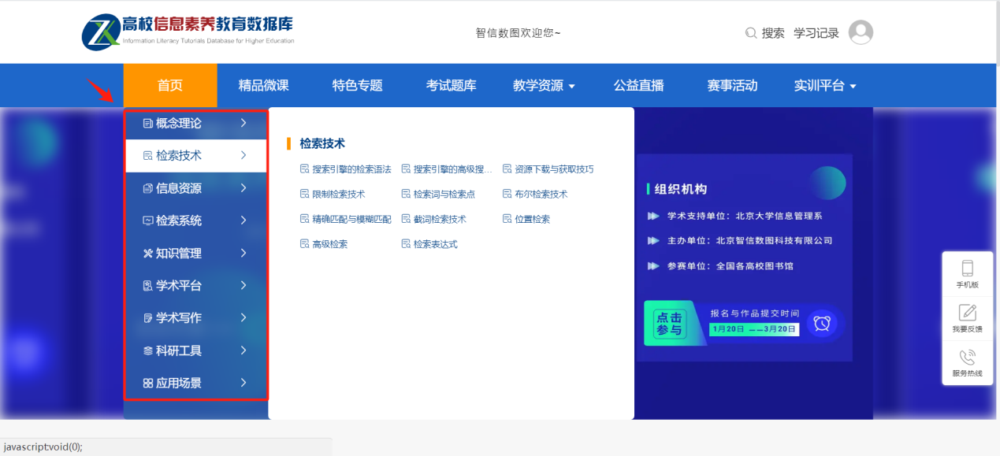 高校信息素养教育数据库
Information Literacy Tutorials Database for Higher Education
智信数图欢迎您~
搜索 学习记录
首页 精品微课 特色专题 考试题库 教学资源 公益直播 赛事活动 实训平台
概念理论
检索技术
信息资源
检索系统
知识管理
学术平台
学术写作
科研工具
应用场景
检索技术
搜索引擎的检索语法 搜索引擎的高级搜... 资源下载与获取技巧
限制检索技术 检索词与检索点 布尔检索技术
精确匹配与模糊匹配 截词检索技术 位置检索
高级检索 检索表达式
组织机构
学术支持单位：北京大学信息管理系
主办单位：北京智信数图科技有限公司
参赛单位：全国各高校图书馆
点击
参与
报名与作品提交时间
1月20日 ——3月20日
手机版
我要反馈
服务热线
javascript:void(0);